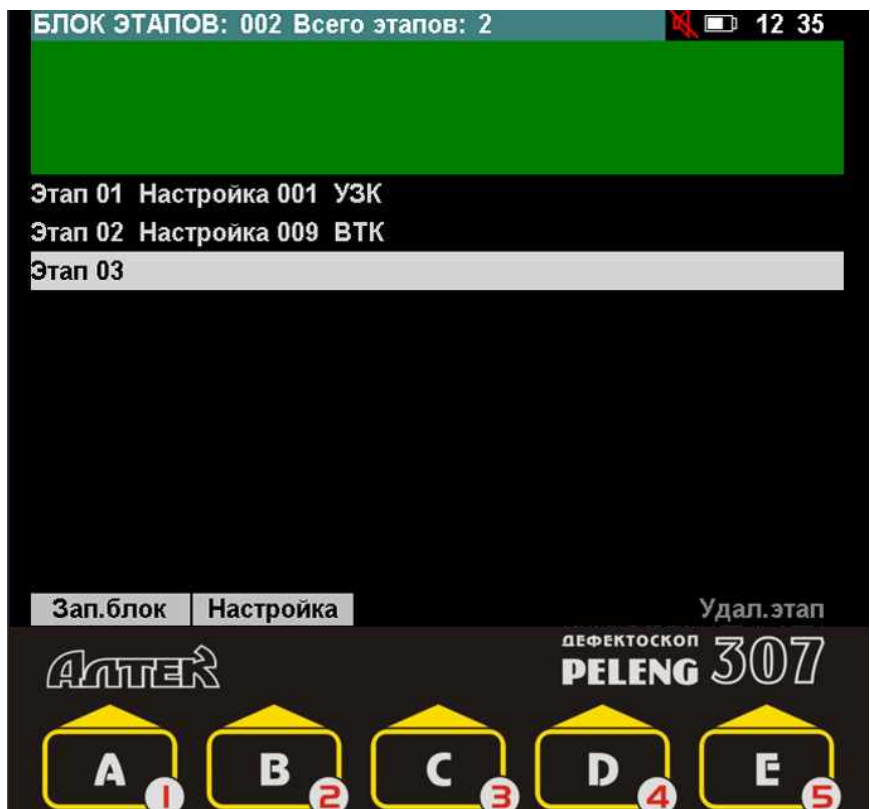 БЛОК ЭТАПОВ: 002 Всего этапов: 2 12 35
Этап 01 Настройка 001 УЗК
Этап 02 Настройка 009 ВТК
Этап 03
Зап.блок Настройка Удал.этап
АЛТЕК ДЕФЕКТОСКОП PELENG 307
A 1 B 2 C 3 D 4 E 5